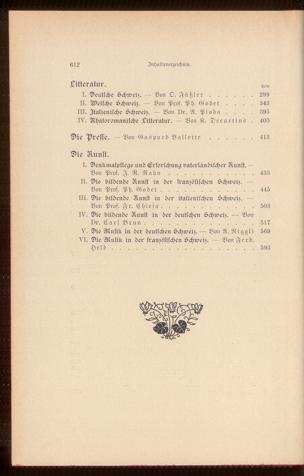 612 Inhaltsverzeichnis.
Litteratur.
Seite
I. Deutsche Schweiz. — Von O. Fäßler . . . . . 299
II. Welsche Schweiz. — Von Prof. Ph. Godet . . . . 343
III. Italienische Schweiz. — Von Dr. A. Pioda . . . 395
IV. Rhätoromanische Litteratur. — Von K. Decurtins . 405
Die Presse. — Von Gaspard Vallette . . . . . . 413
Die Kunst.
I. Denkmalpflege und Erforschung vaterländischer Kunst. —
Von Prof. J. R. Rahn . . . . . . . . . 433
II. Die bildende Kunst in der französischen Schweiz. —
Von Prof. Ph. Godet . . . . . . . . . 445
III. Die bildende Kunst in der italienischen Schweiz. —
Von Prof. Fr. Chiesa . . . . . . . . . 503
IV. Die bildende Kunst in der deutschen Schweiz. — Von
Dr. Carl Brun . . . . . . . . . . . 517
V. Die Musik in der deutschen Schweiz. — Von A. Niggli 569
VI. Die Musik in der französischen Schweiz. — Von Ferd.
Held . . . . . . . . . . . . . . 593